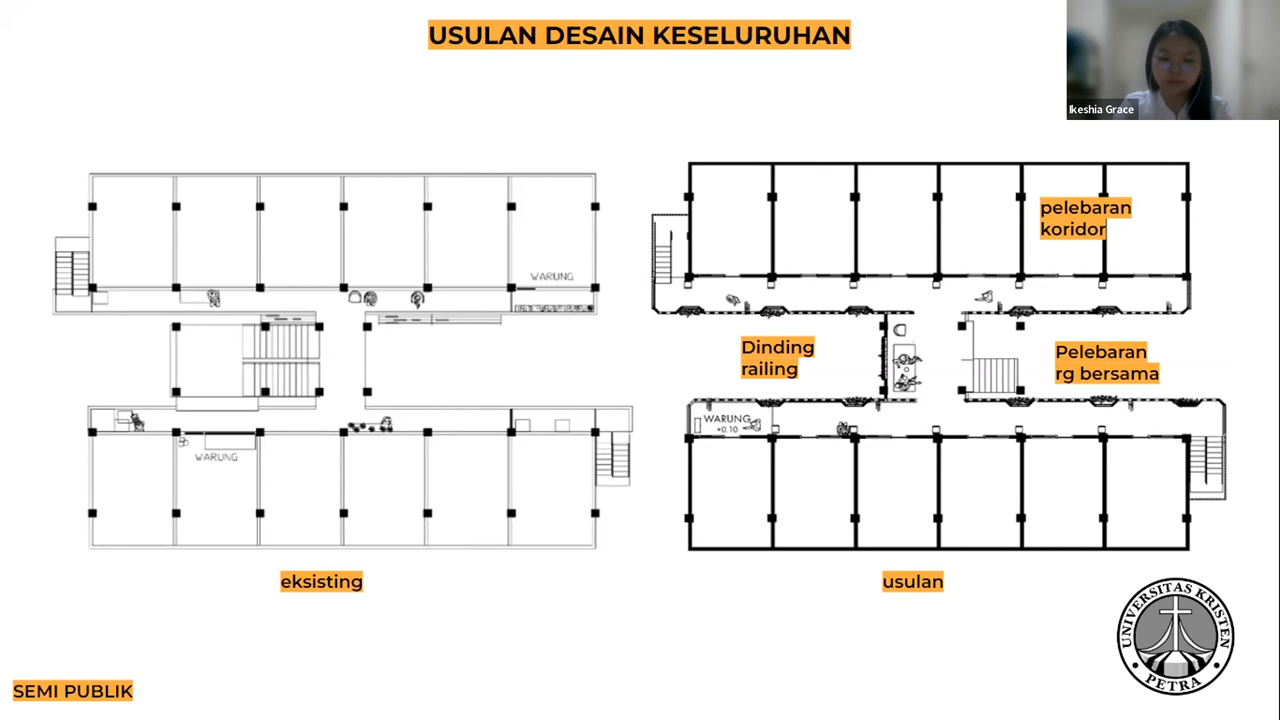 USULAN DESAIN KESELURUHAN
Ikeshia Grace
WARUNG
WARUNG
eksisting
pelebaran
koridor
Dinding
railing
Pelebaran
rg bersama
WARUNG
+0.10
usulan
UNIVERSITAS KRISTEN
PETRA
SEMI PUBLIK